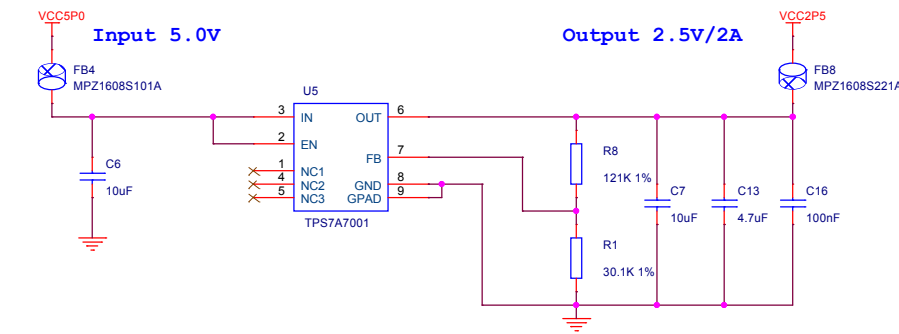 VCC5P0
Input 5.0V
FB4
MPZ1608S101A
C6
10uF
U5
3 IN
2 EN
1 NC1
4 NC2
5 NC3
OUT 6
FB 7
GND 8
GPAD 9
TPS7A7001
Output 2.5V/2A
VCC2P5
FB8
MPZ1608S221A
R8
121K 1%
R1
30.1K 1%
C7
10uF
C13
4.7uF
C16
100nF